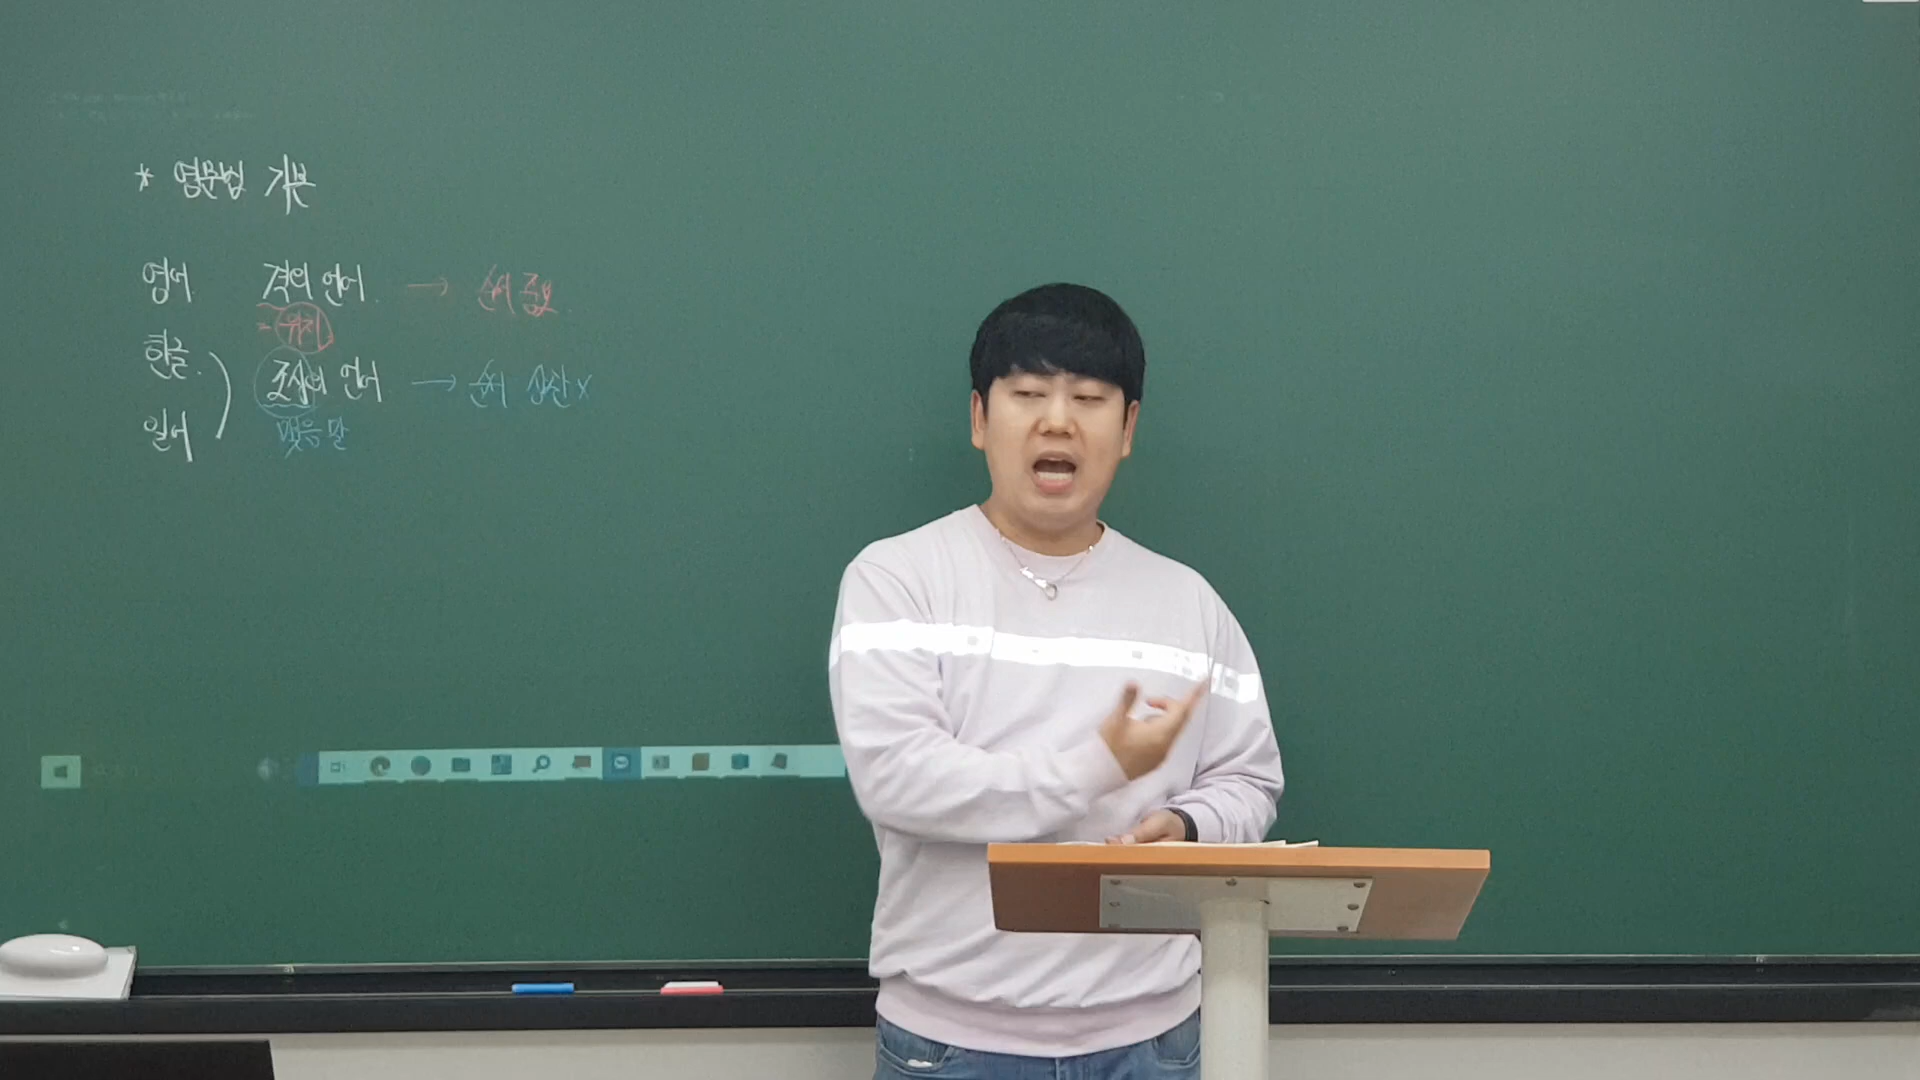 * 영문법 기본
영어 격의 언어 → 순서 중요
= 위치
한글 조사의 언어 → 순서 상관 x
일어 맺음말